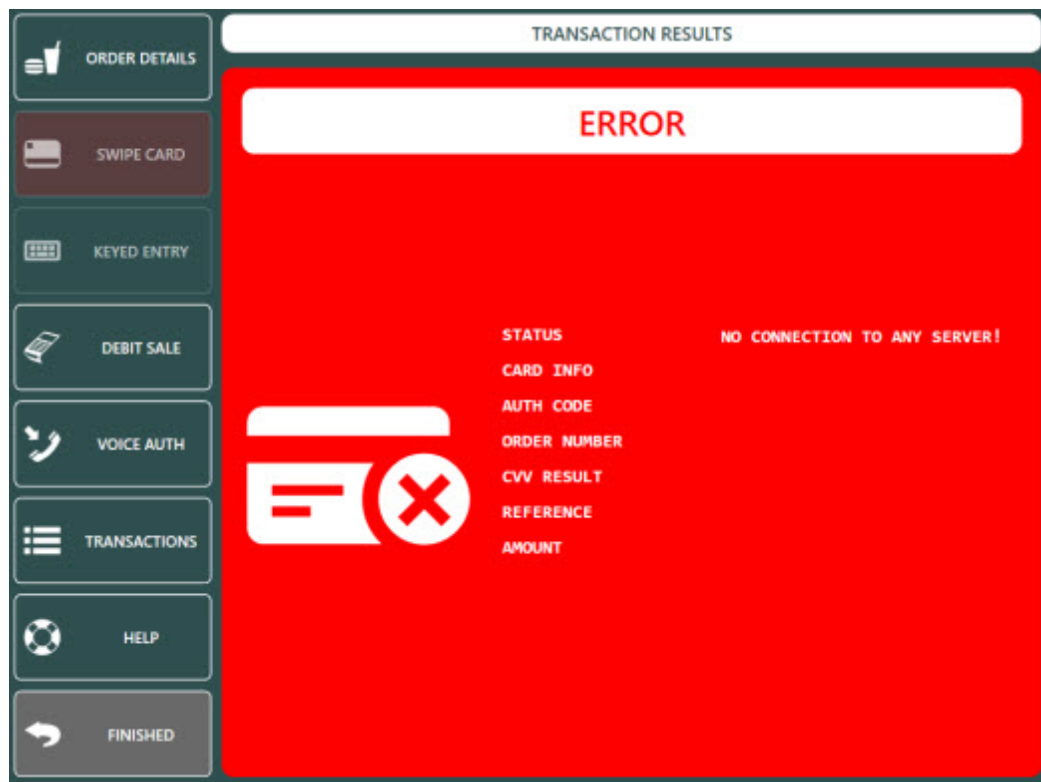 ORDER DETAILS
SWIPE CARD
KEYED ENTRY
DEBIT SALE
VOICE AUTH
TRANSACTIONS
HELP
FINISHED
TRANSACTION RESULTS
ERROR
STATUS NO CONNECTION TO ANY SERVER!
CARD INFO
AUTH CODE
ORDER NUMBER
CVV RESULT
REFERENCE
AMOUNT